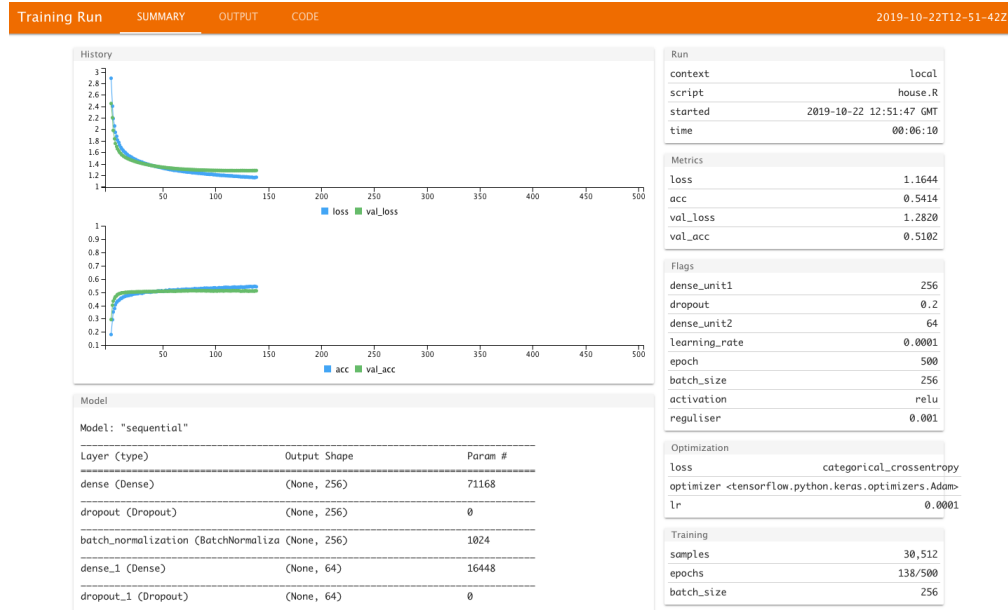 Training Run SUMMARY OUTPUT CODE 2019-10-22T12-51-42Z
History
3
2.8
2.6
2.4
2.2
2
1.8
1.6
1.4
1.2
1
50 100 150 200 250 300 350 400 450 500
loss val_loss
1
0.9
0.8
0.7
0.6
0.5
0.4
0.3
0.2
0.1
50 100 150 200 250 300 350 400 450 500
acc val_acc
Model
Model: "sequential"
Layer (type) Output Shape Param #
dense (Dense) (None, 256) 71168
dropout (Dropout) (None, 256) 0
batch_normalization (BatchNormaliza (None, 256) 1024
dense_1 (Dense) (None, 64) 16448
dropout_1 (Dropout) (None, 64) 0
Run
context local
script house.R
started 2019-10-22 12:51:47 GMT
time 00:06:10
Metrics
loss 1.1644
acc 0.5414
val_loss 1.2820
val_acc 0.5102
Flags
dense_unit1 256
dropout 0.2
dense_unit2 64
learning_rate 0.0001
epoch 500
batch_size 256
activation relu
reguliser 0.001
Optimization
loss categorical_crossentropy
optimizer <tensorflow.python.keras.optimizers.Adam>
lr 0.0001
Training
samples 30,512
epochs 138/500
batch_size 256